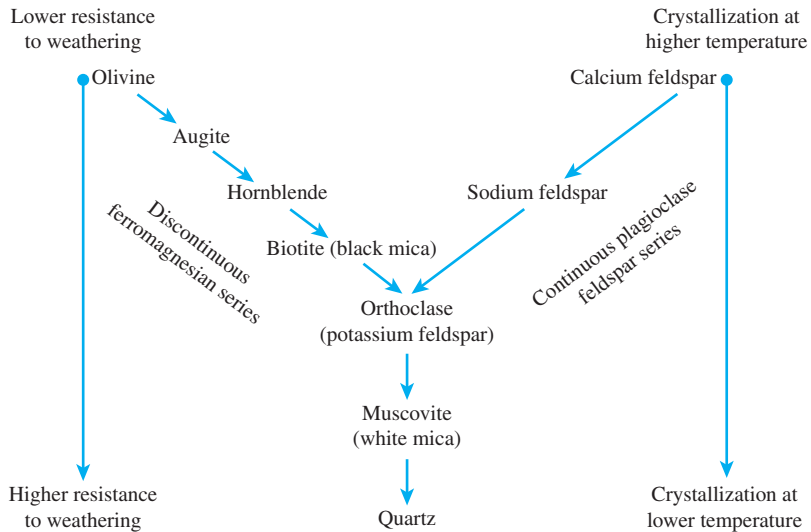 Lower resistance
to weathering
Crystallization at
higher temperature
Olivine
Calcium feldspar
Augite
Hornblende
Sodium feldspar
Discontinuous
ferromagnesian series
Biotite (black mica)
Continuous plagioclase
feldspar series
Orthoclase
(potassium feldspar)
Muscovite
(white mica)
Higher resistance
to weathering
Quartz
Crystallization at
lower temperature